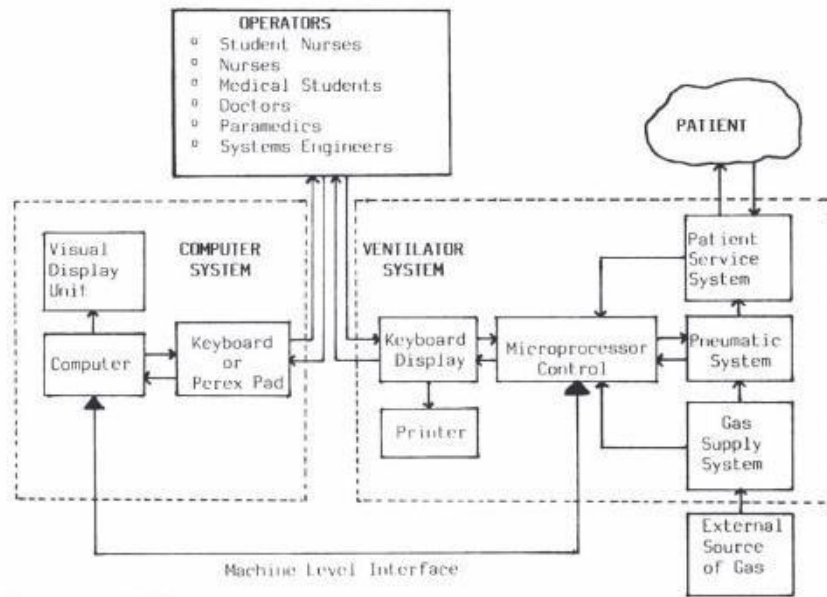 OPERATORS
Student Nurses
Nurses
Medical Students
Doctors
Paramedics
Systems Engineers
PATIENT
Visual
Display
Unit
COMPUTER
SYSTEM
VENTILATOR
SYSTEM
Patient
Service
System
Computer
Keyboard
or
Perex Pad
Keyboard
Display
Microprocessor
Control
Pneumatic
System
Printer
Gas
Supply
System
Machine Level Interface
External
Source
of Gas